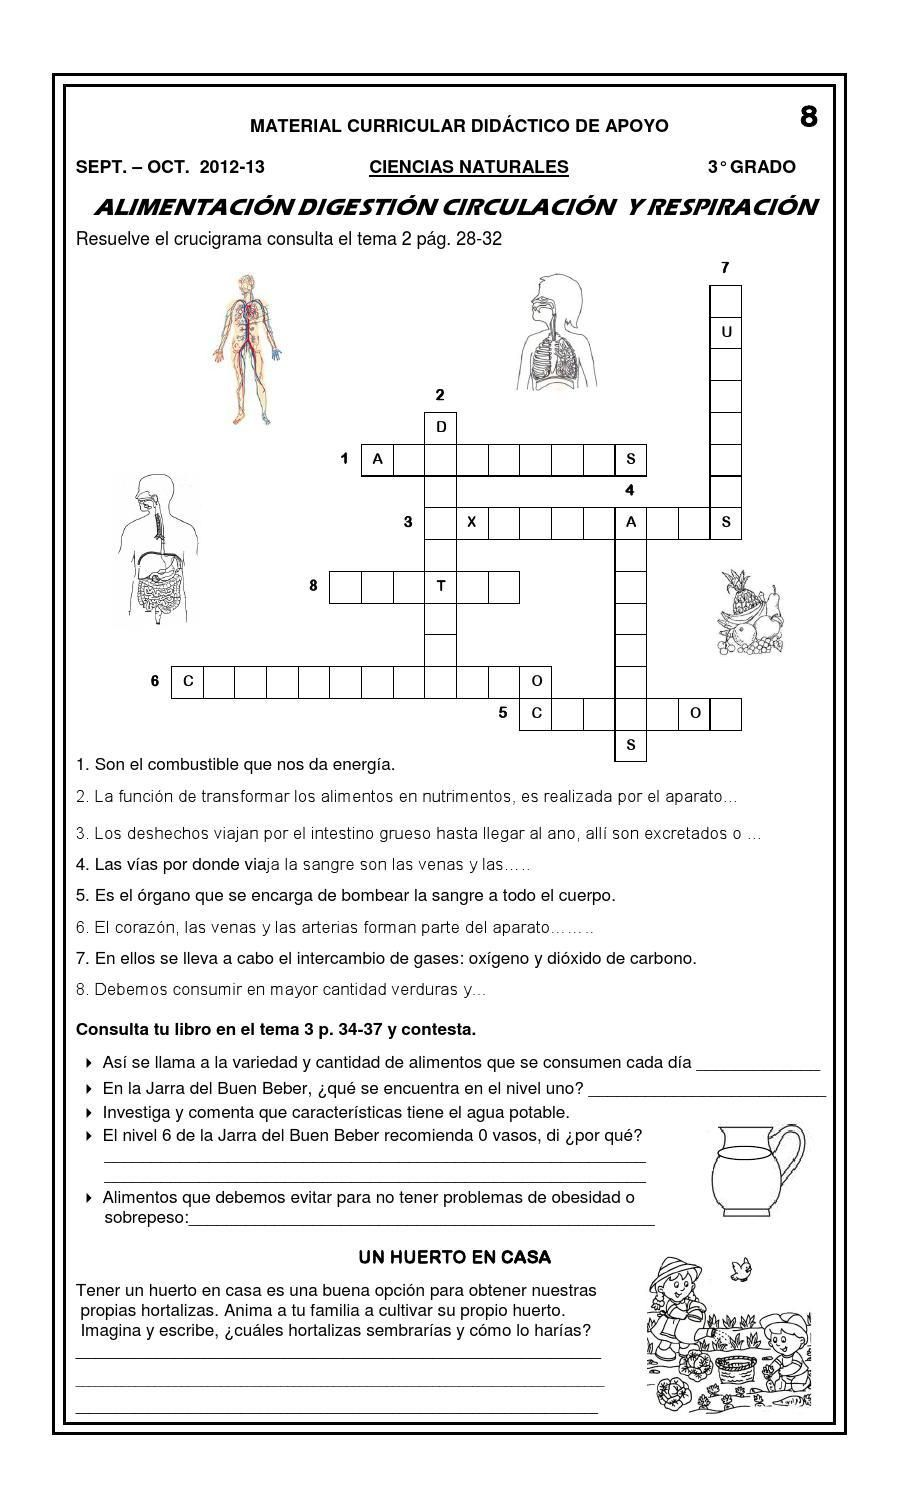 8
MATERIAL CURRICULAR DIDÁCTICO DE APOYO
SEPT. – OCT. 2012-13 CIENCIAS NATURALES 3° GRADO
ALIMENTACIÓN DIGESTIÓN CIRCULACIÓN Y RESPIRACIÓN
Resuelve el crucigrama consulta el tema 2 pág. 28-32
7
U
2
D
1 A S
4
3 X A S
8 T
6 C O
5 C O
S
1. Son el combustible que nos da energía.
2. La función de transformar los alimentos en nutrimentos, es realizada por el aparato…
3. Los deshechos viajan por el intestino grueso hasta llegar al ano, allí son excretados o …
4. Las vías por donde viaja la sangre son las venas y las…..
5. Es el órgano que se encarga de bombear la sangre a todo el cuerpo.
6. El corazón, las venas y las arterias forman parte del aparato……..
7. En ellos se lleva a cabo el intercambio de gases: oxígeno y dióxido de carbono.
8. Debemos consumir en mayor cantidad verduras y…
Consulta tu libro en el tema 3 p. 34-37 y contesta.
Así se llama a la variedad y cantidad de alimentos que se consumen cada día _____________
En la Jarra del Buen Beber, ¿qué se encuentra en el nivel uno? _________________________
Investiga y comenta que características tiene el agua potable.
El nivel 6 de la Jarra del Buen Beber recomienda 0 vasos, di ¿por qué?
Alimentos que debemos evitar para no tener problemas de obesidad o
sobrepeso:_________________________________________________
UN HUERTO EN CASA
Tener un huerto en casa es una buena opción para obtener nuestras
propias hortalizas. Anima a tu familia a cultivar su propio huerto.
Imagina y escribe, ¿cuáles hortalizas sembrarías y cómo lo harías?